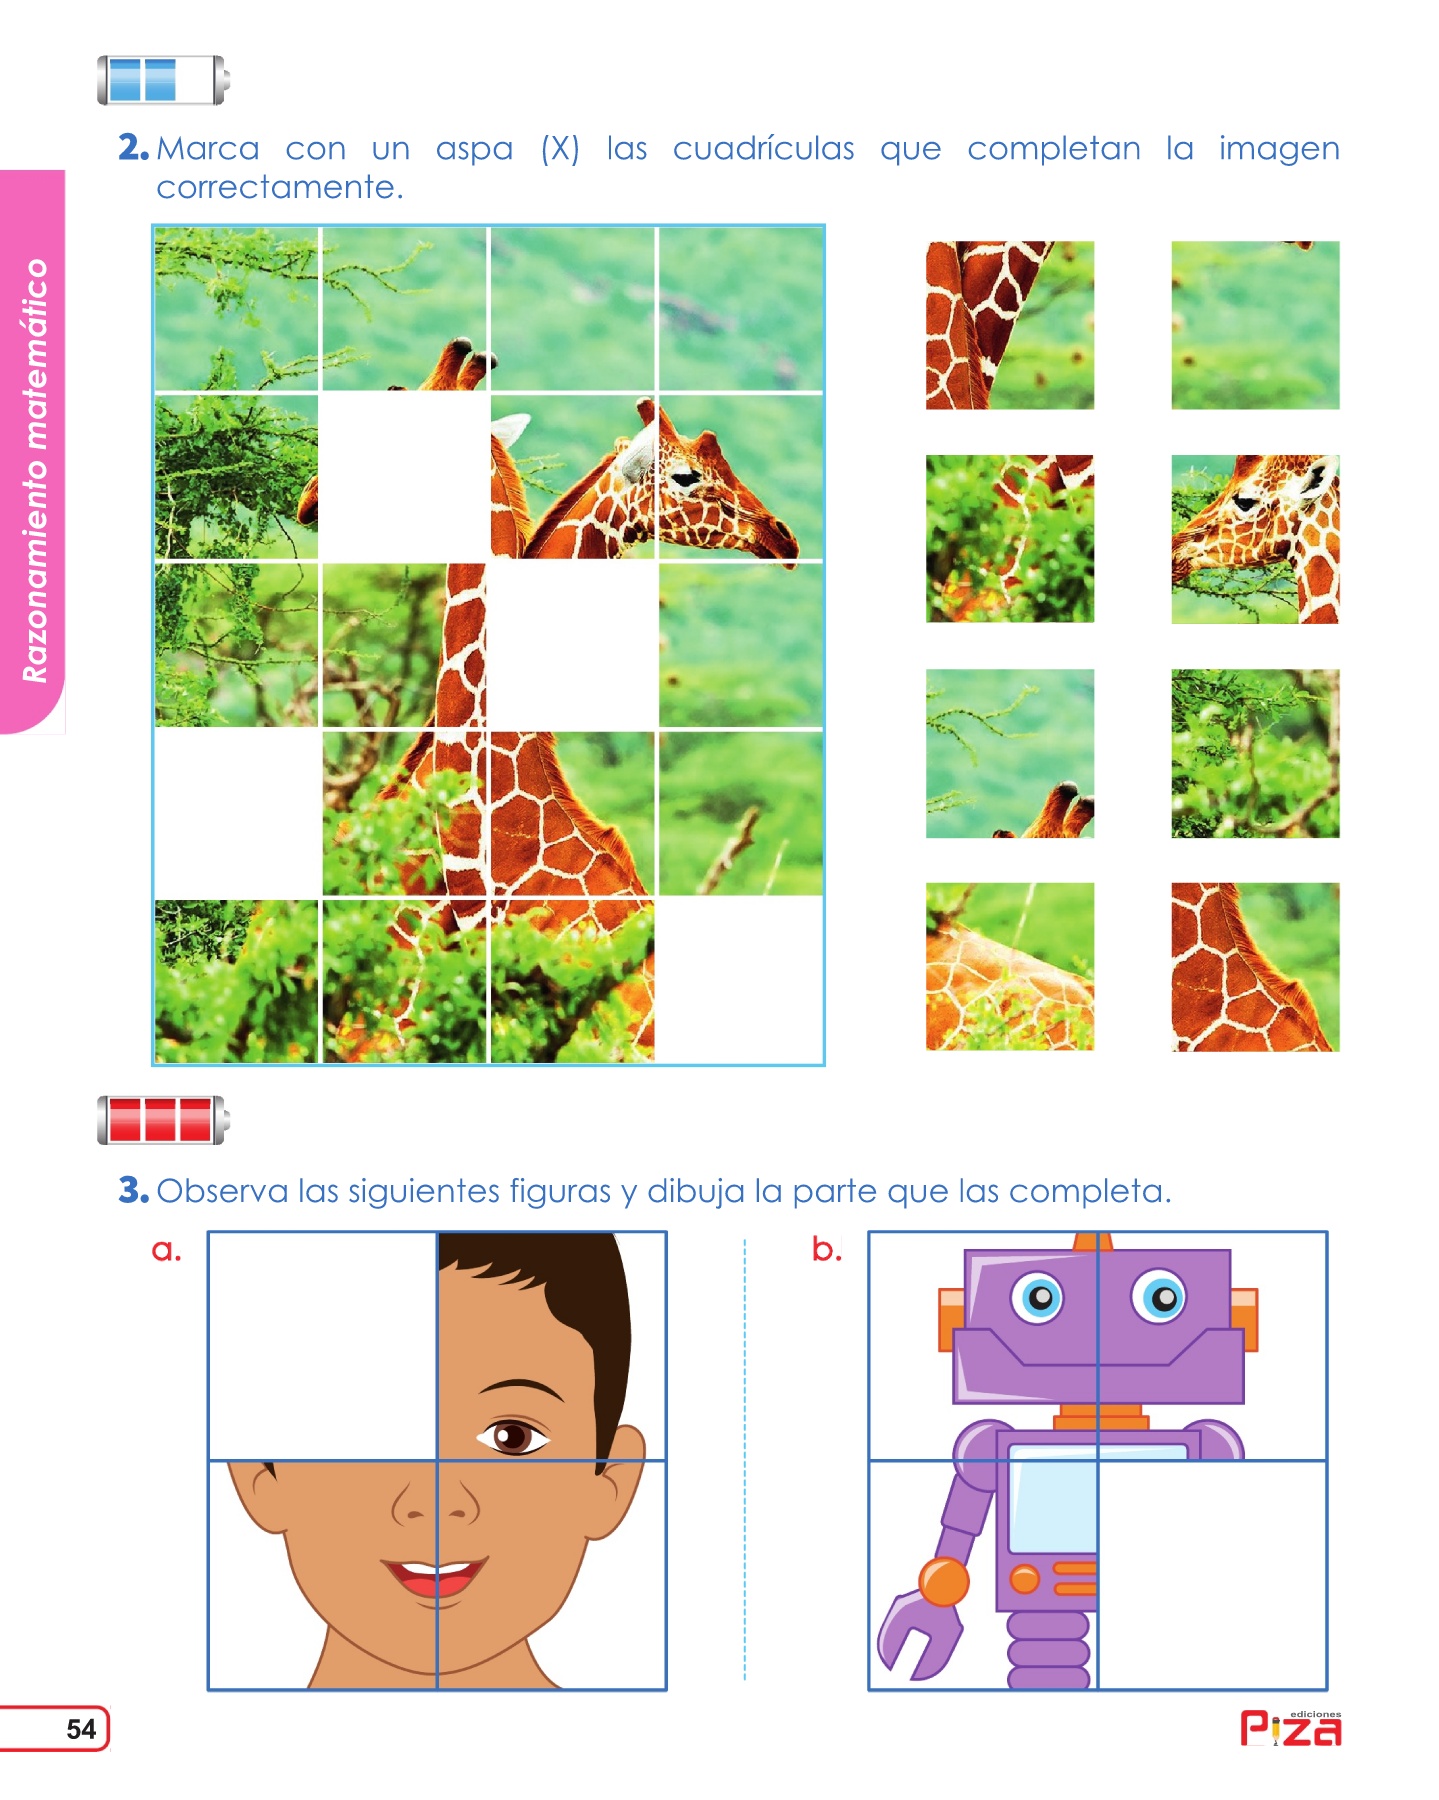 2. Marca con un aspa (X) las cuadrículas que completan la imagen
correctamente.
Razonamiento matemático
3. Observa las siguientes figuras y dibuja la parte que las completa.
a.
b.
54
ediciones
Piza